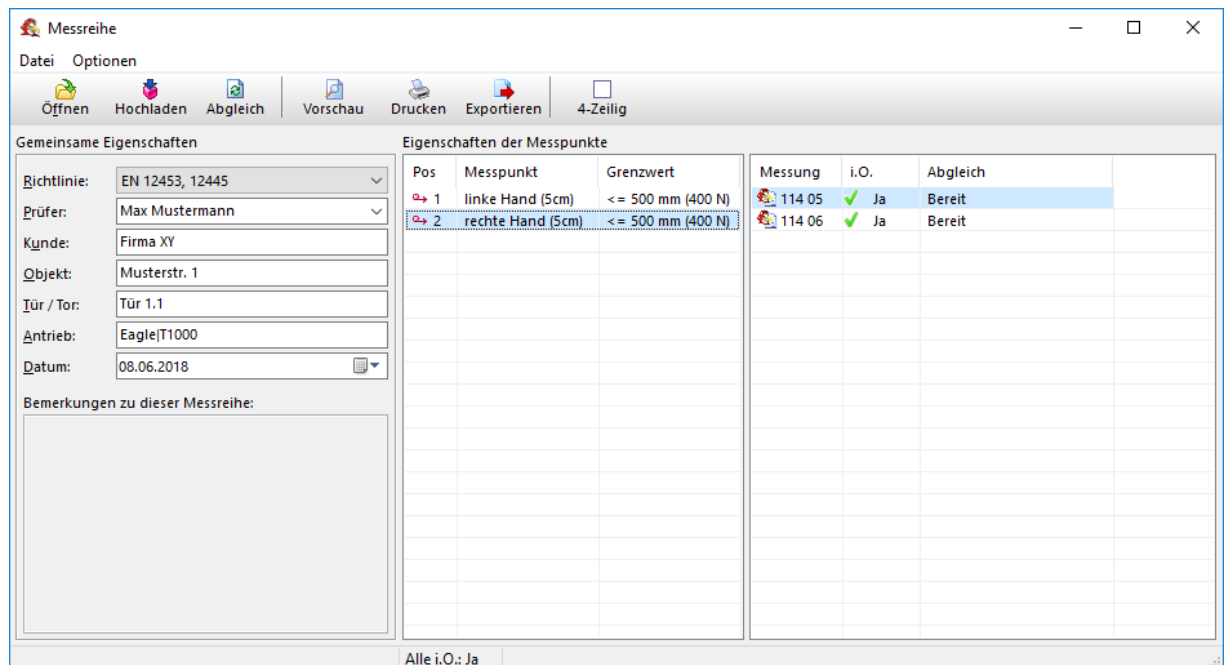 Messreihe
Datei Optionen
Öffnen Hochladen Abgleich Vorschau Drucken Exportieren 4-Zeilig
Gemeinsame Eigenschaften
Richtlinie: EN 12453, 12445
Prüfer: Max Mustermann
Kunde: Firma XY
Objekt: Musterstr. 1
Tür / Tor: Tür 1.1
Antrieb: Eagle|T1000
Datum: 08.06.2018
Bemerkungen zu dieser Messreihe:
Eigenschaften der Messpunkte
Pos Messpunkt Grenzwert
1 linke Hand (5cm) <= 500 mm (400 N)
2 rechte Hand (5cm) <= 500 mm (400 N)
Messung i.O. Abgleich
114 05 Ja Bereit
114 06 Ja Bereit
Alle i.O.: Ja